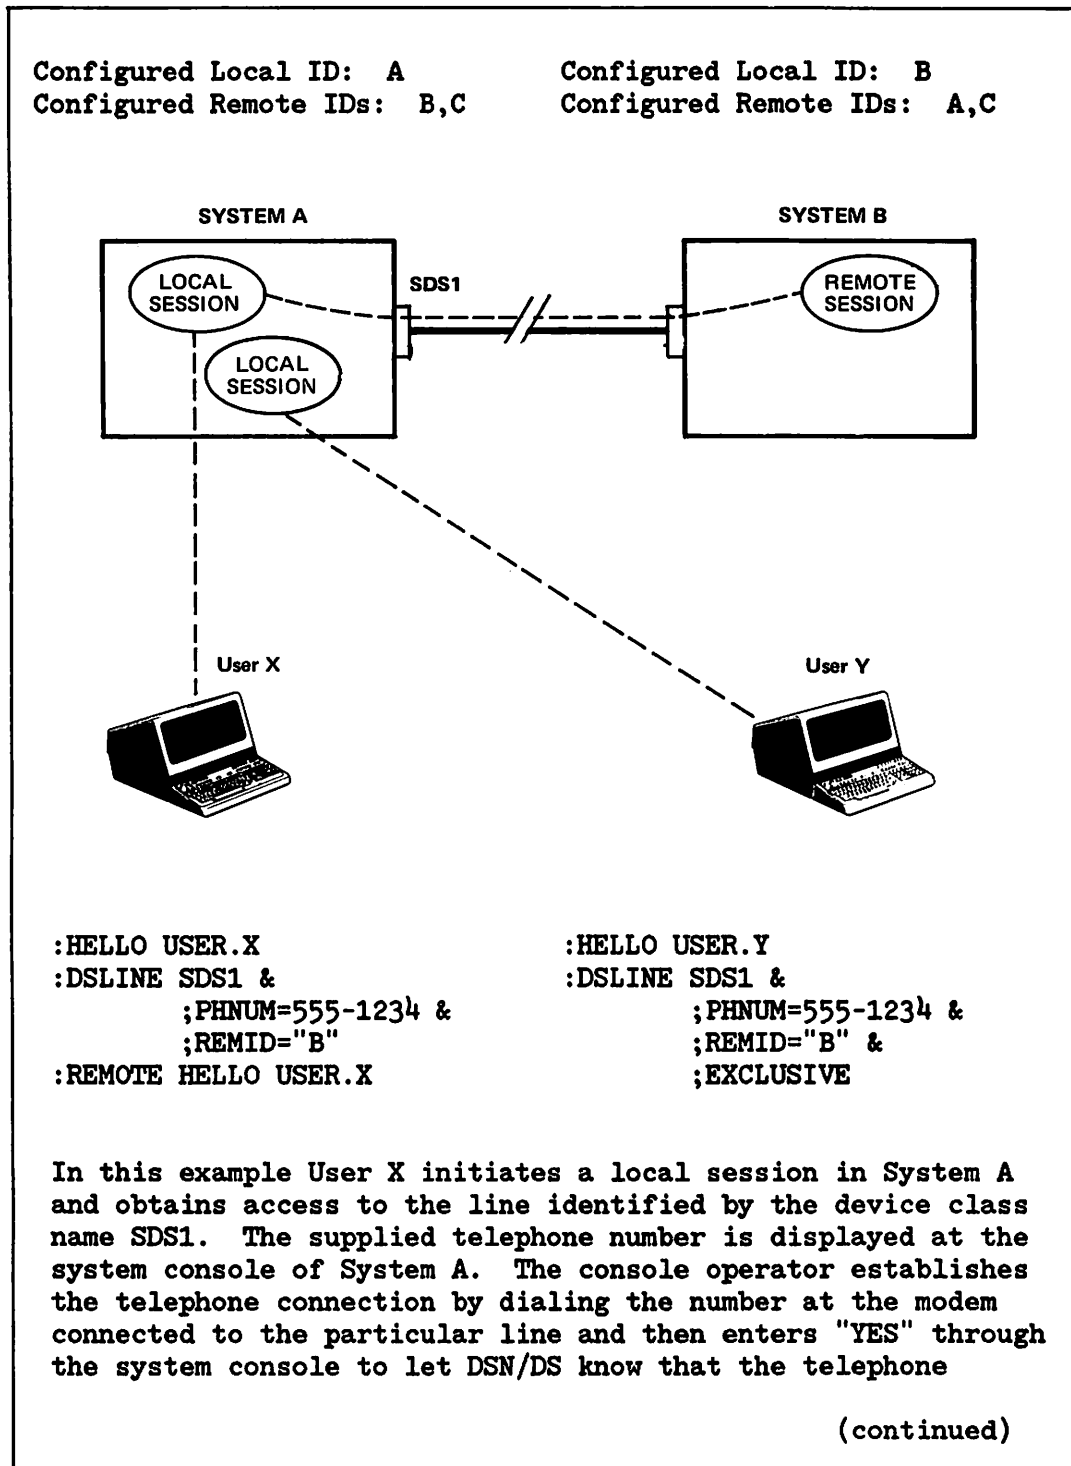 Configured Local ID:  A
Configured Remote IDs:  B,C
Configured Local ID:  B
Configured Remote IDs:  A,C
SYSTEM A
SYSTEM B
LOCAL
SESSION
SDS1
REMOTE
SESSION
LOCAL
SESSION
User X
User Y
:HELLO USER.X
:DSLINE SDS1 &
;PHNUM=555-1234 &
;REMID="B"
:REMOTE HELLO USER.X
:HELLO USER.Y
:DSLINE SDS1 &
;PHNUM=555-1234 &
;REMID="B" &
;EXCLUSIVE
In this example User X initiates a local session in System A
and obtains access to the line identified by the device class
name SDS1.  The supplied telephone number is displayed at the
system console of System A.  The console operator establishes
the telephone connection by dialing the number at the modem
connected to the particular line and then enters "YES" through
the system console to let DSN/DS know that the telephone
(continued)